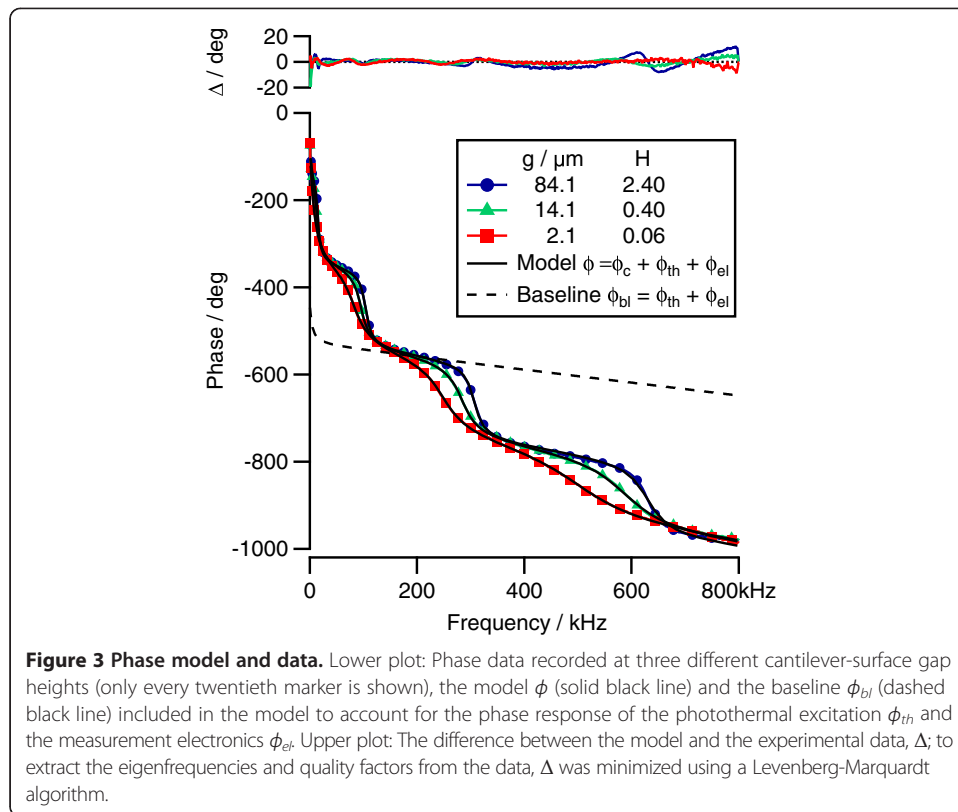 20
0
-20
Δ / deg
0
-200
-400
-600
-800
-1000
Phase / deg
g / µm H
84.1 2.40
14.1 0.40
2.1 0.06
Model ϕ =ϕc + ϕth + ϕel
Baseline ϕbl = ϕth + ϕel
0 200 400 600 800kHz
Frequency / kHz
Figure 3 Phase model and data. Lower plot: Phase data recorded at three different cantilever-surface gap
heights (only every twentieth marker is shown), the model ϕ (solid black line) and the baseline ϕbl (dashed
black line) included in the model to account for the phase response of the photothermal excitation ϕth and
the measurement electronics ϕel. Upper plot: The difference between the model and the experimental data, Δ; to
extract the eigenfrequencies and quality factors from the data, Δ was minimized using a Levenberg-Marquardt
algorithm.